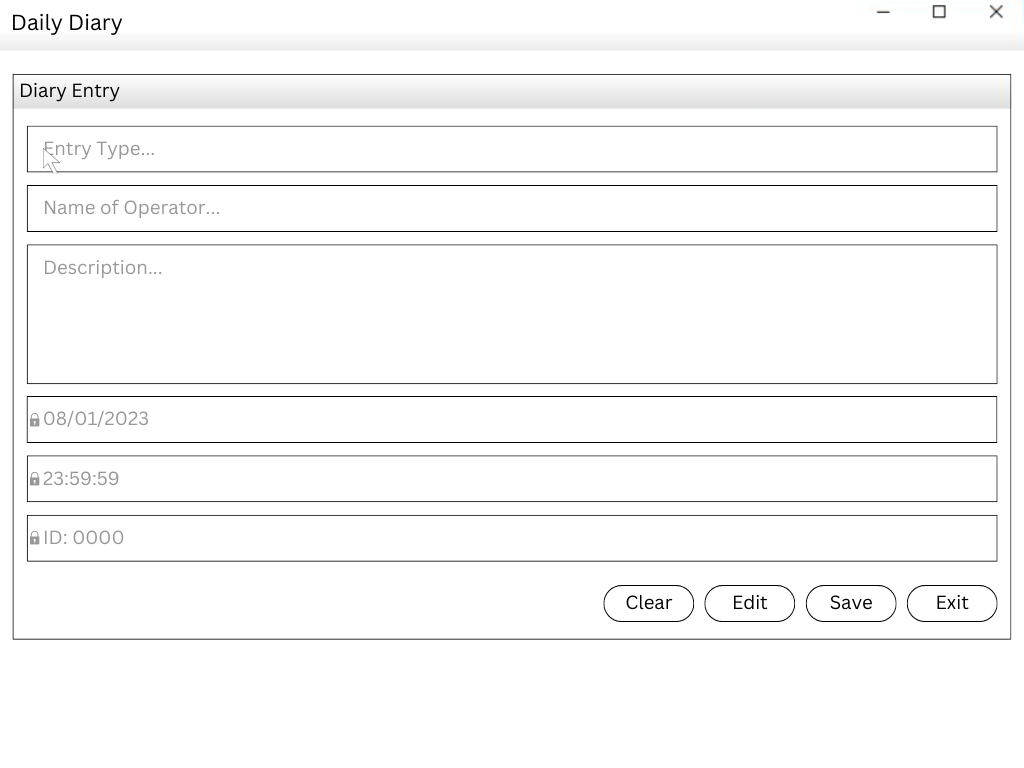 Daily Diary
Diary Entry
Entry Type...
Name of Operator...
Description...
08/01/2023
23:59:59
ID: 0000
Clear Edit Save Exit